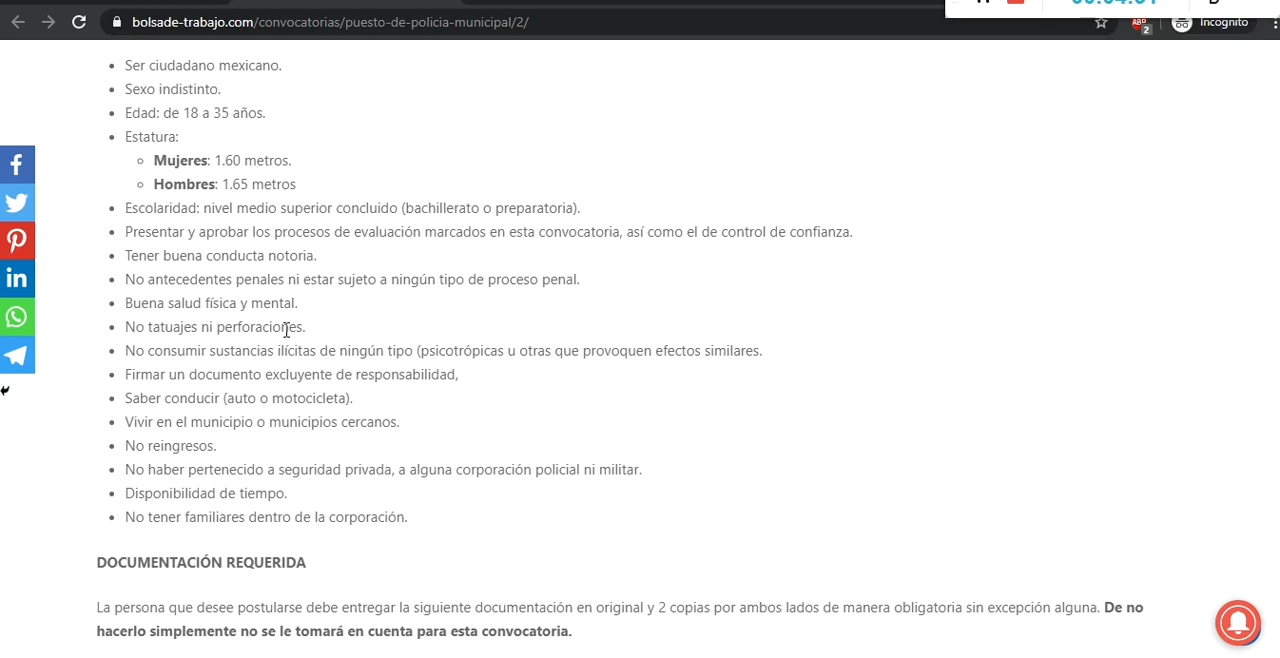 bolsade-trabajo.com/convocatorias/puesto-de-policia-municipal/2/
ABP
2
Incognito
Ser ciudadano mexicano.
Sexo indistinto.
Edad: de 18 a 35 años.
Estatura:
Mujeres: 1.60 metros.
Hombres: 1.65 metros
Escolaridad: nivel medio superior concluido (bachillerato o preparatoria).
Presentar y aprobar los procesos de evaluación marcados en esta convocatoria, así como el de control de confianza.
Tener buena conducta notoria.
No antecedentes penales ni estar sujeto a ningún tipo de proceso penal.
Buena salud física y mental.
No tatuajes ni perforaciones.
No consumir sustancias ilícitas de ningún tipo (psicotrópicas u otras que provoquen efectos similares.
Firmar un documento excluyente de responsabilidad,
Saber conducir (auto o motocicleta).
Vivir en el municipio o municipios cercanos.
No reingresos.
No haber pertenecido a seguridad privada, a alguna corporación policial ni militar.
Disponibilidad de tiempo.
No tener familiares dentro de la corporación.
DOCUMENTACIÓN REQUERIDA
La persona que desee postularse debe entregar la siguiente documentación en original y 2 copias por ambos lados de manera obligatoria sin excepción alguna. De no
hacerlo simplemente no se le tomará en cuenta para esta convocatoria.